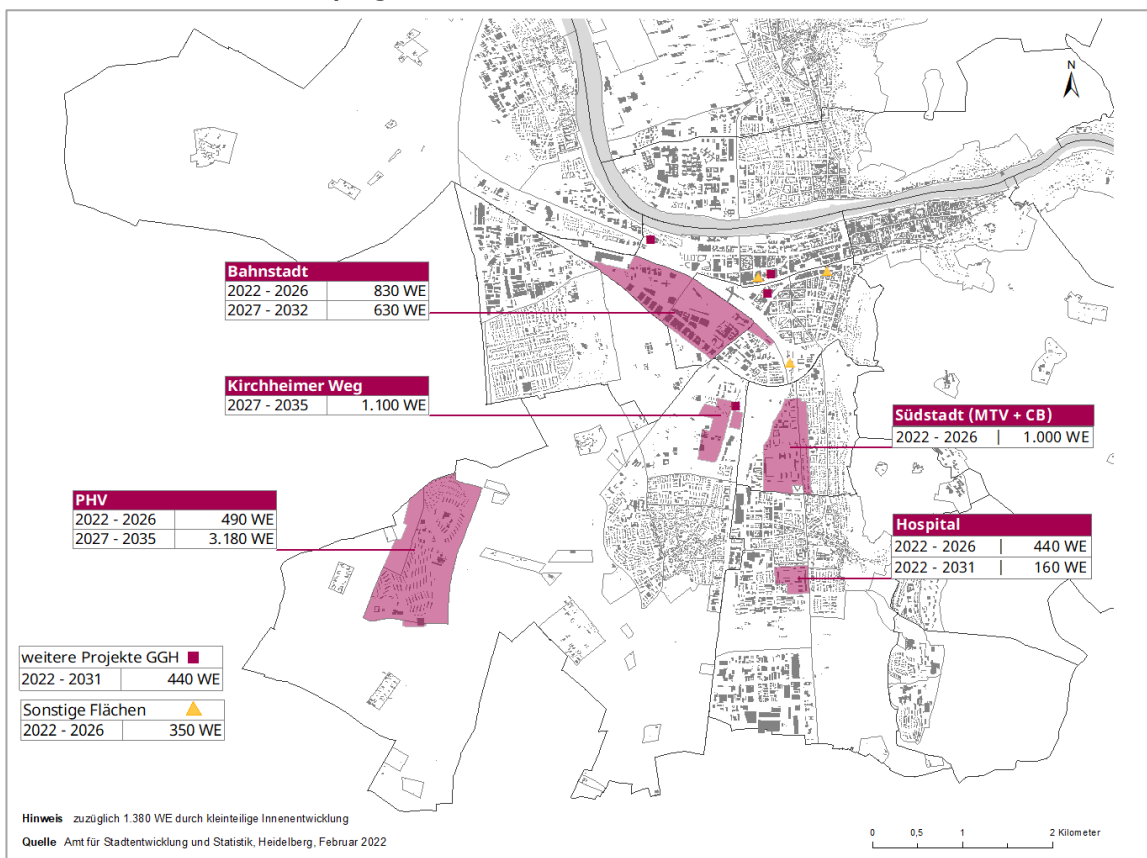 N
Bahnstadt
2022 - 2026 830 WE
2027 - 2032 630 WE
Kirchheimer Weg
2027 - 2035 1.100 WE
Südstadt (MTV + CB)
2022 - 2026 | 1.000 WE
PHV
2022 - 2026 490 WE
2027 - 2035 3.180 WE
Hospital
2022 - 2026 | 440 WE
2022 - 2031 | 160 WE
weitere Projekte GGH
2022 - 2031 440 WE
Sonstige Flächen
2022 - 2026 350 WE
Hinweis zuzüglich 1.380 WE durch kleinteilige Innenentwicklung
Quelle Amt für Stadtentwicklung und Statistik, Heidelberg, Februar 2022
0 0,5 1 2 Kilometer